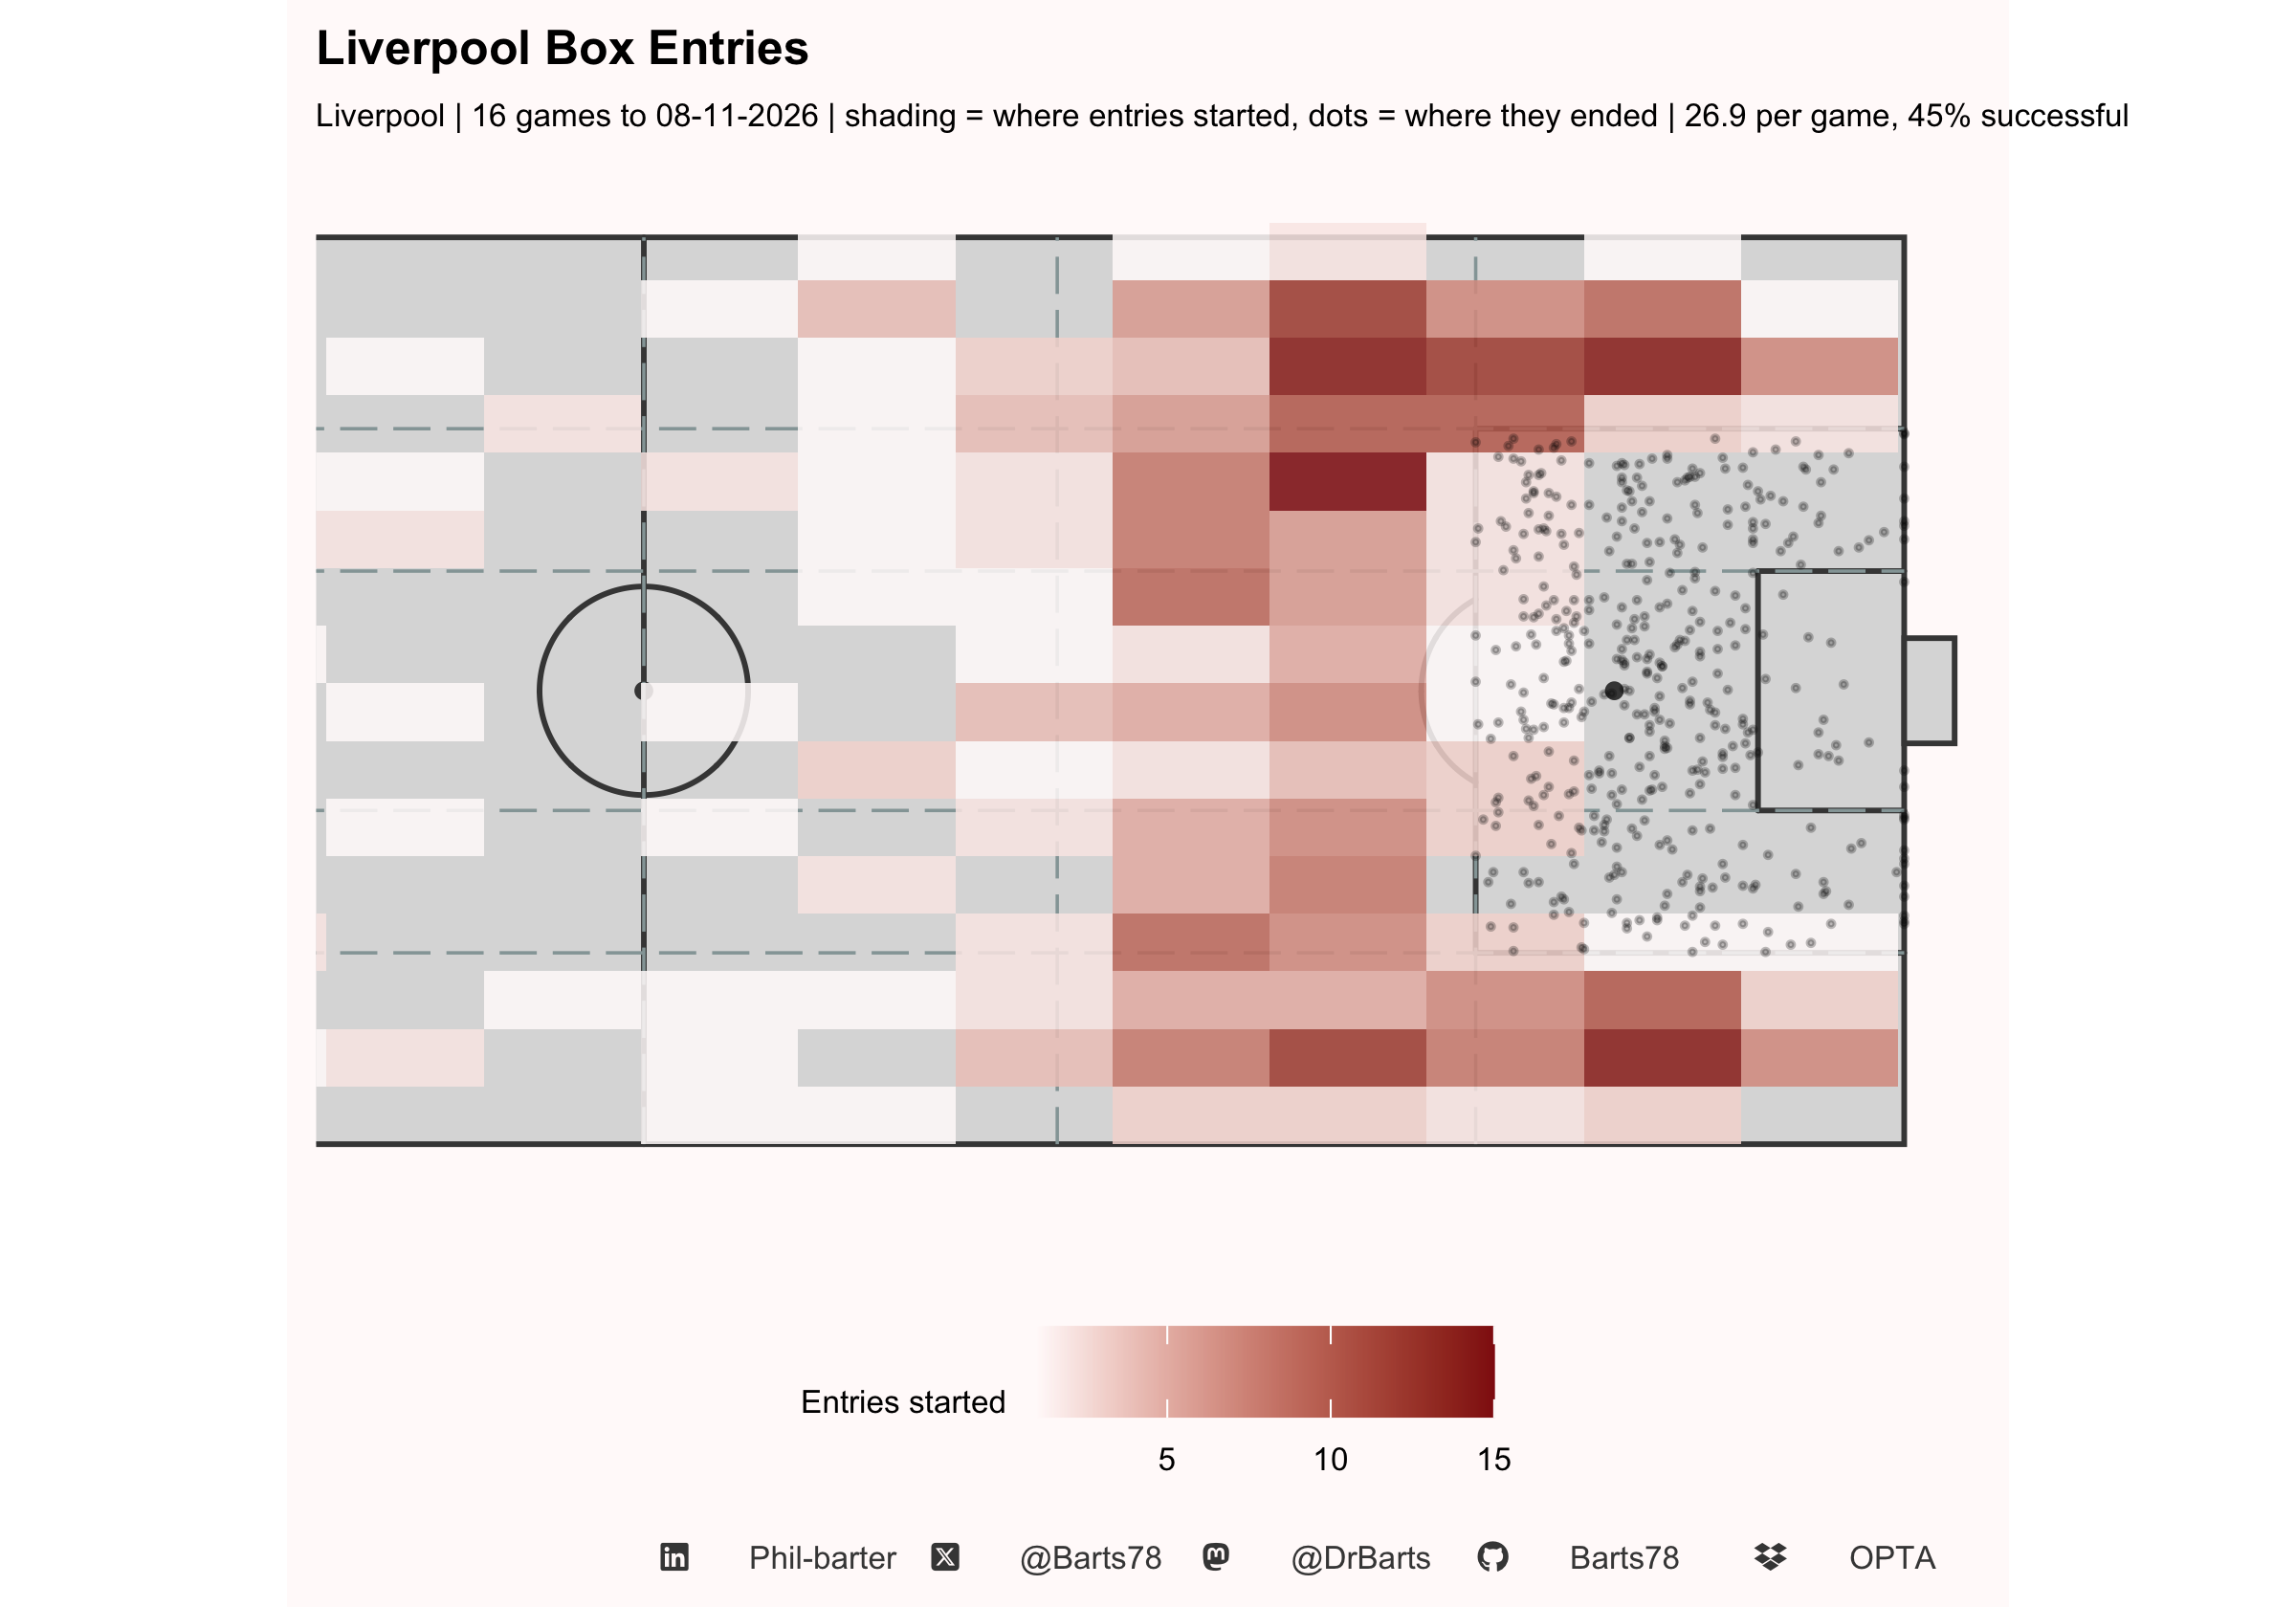 Liverpool Box Entries
Liverpool | 16 games to 08-11-2026 | shading = where entries started, dots = where they ended | 26.9 per game, 45% successful
Entries started
5 10 15
Phil-barter @Barts78 @DrBarts Barts78 OPTA